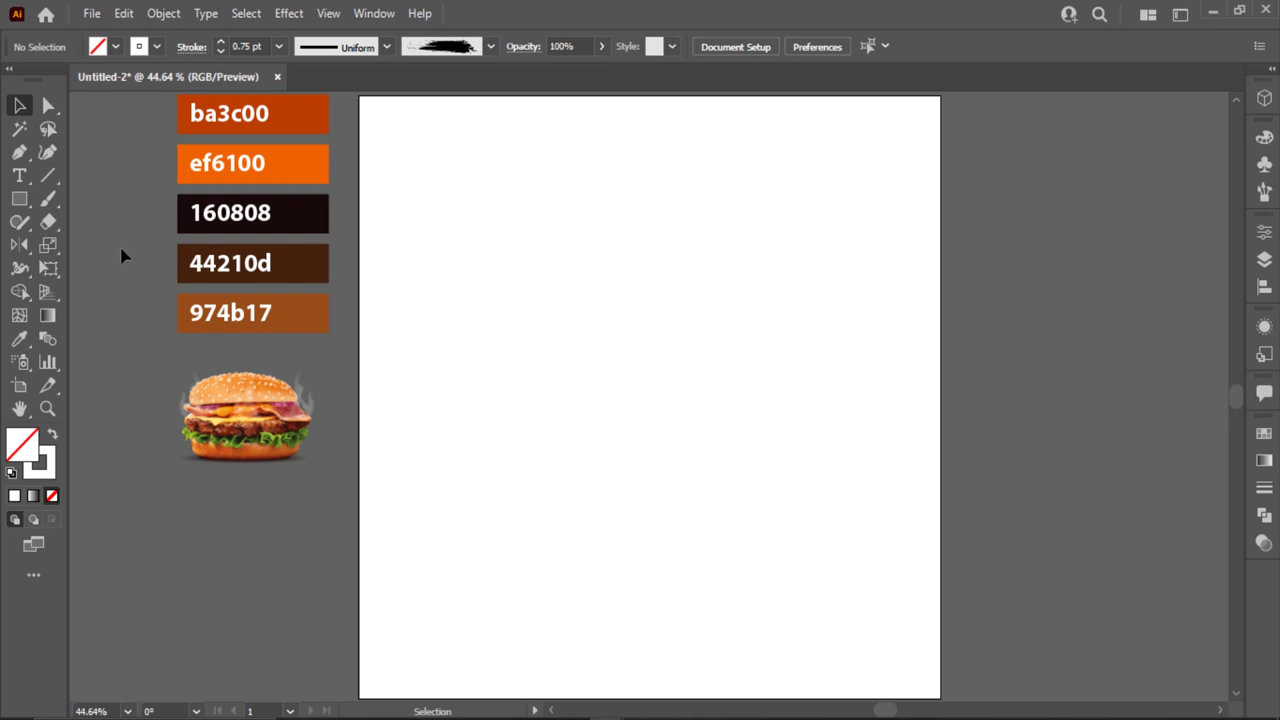 Ai File Edit Object Type Select Effect View Window Help
No Selection Stroke: 0.75 pt Uniform Opacity: 100% Style: Document Setup Preferences
Untitled-2* @ 44.64 % (RGB/Preview) ×
ba3c00
ef6100
160808
44210d
974b17
44.64% 0° 1 Selection